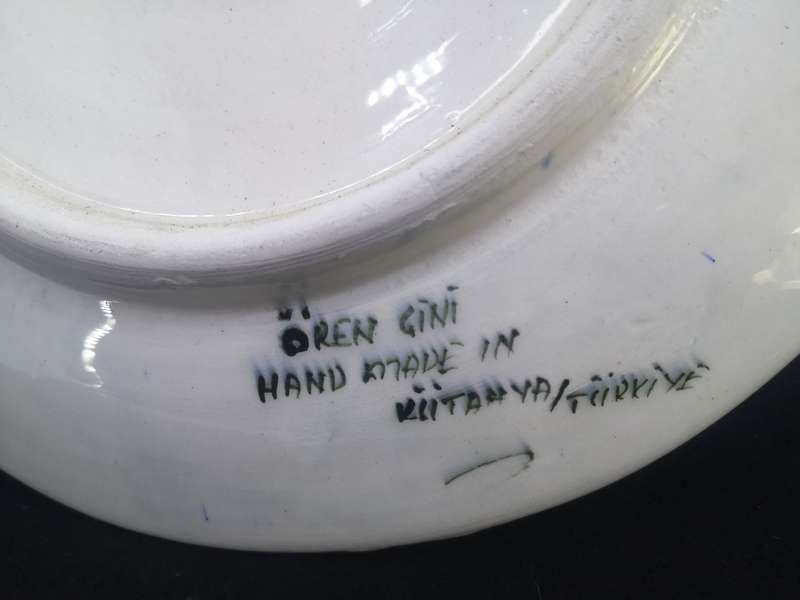 ÖREN ÇİNİ
HAND MADE IN
KÜTAHYA/TÜRKİYE